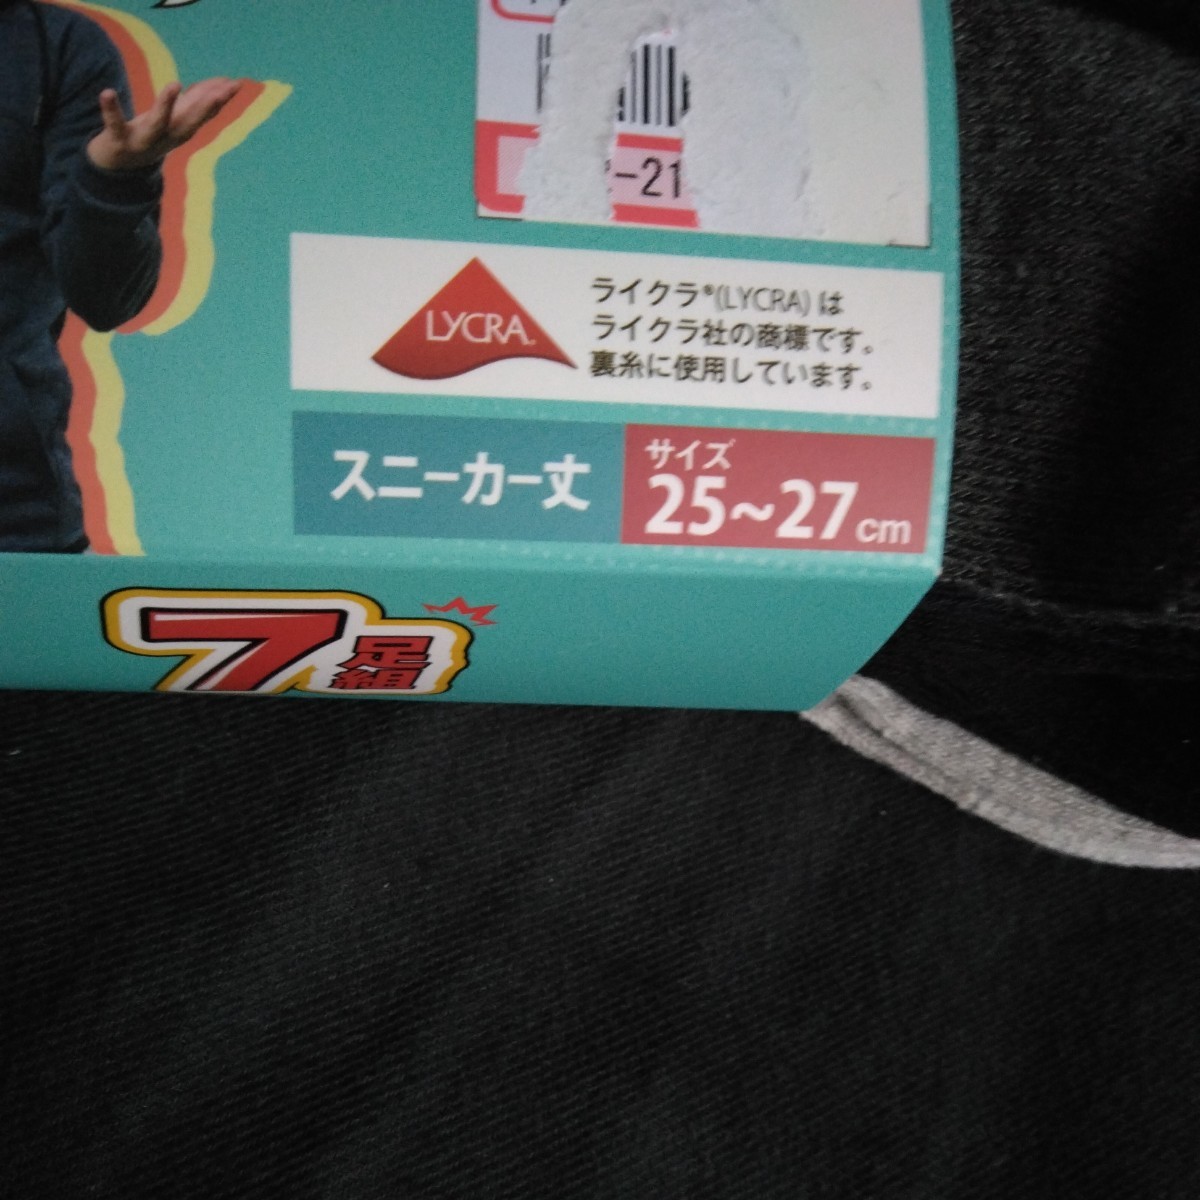 -21
LYCRA
ライクラ®(LYCRA) は
ライクラ社の商標です。
裏糸に使用しています。
スニーカー丈
サイズ
25~27cm
7足組